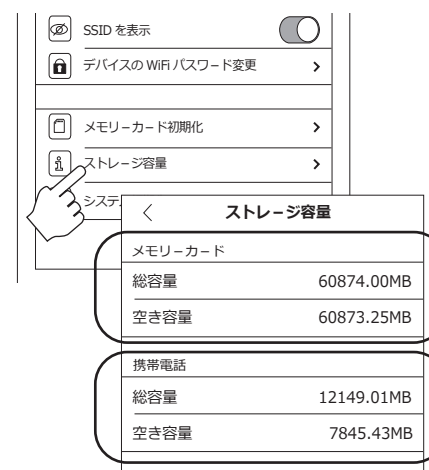 SSID を表示
デバイスの WiFi パスワード変更
メモリーカード初期化
ストレージ容量
システ
ストレージ容量
メモリーカード
総容量 60874.00MB
空き容量 60873.25MB
携帯電話
総容量 12149.01MB
空き容量 7845.43MB